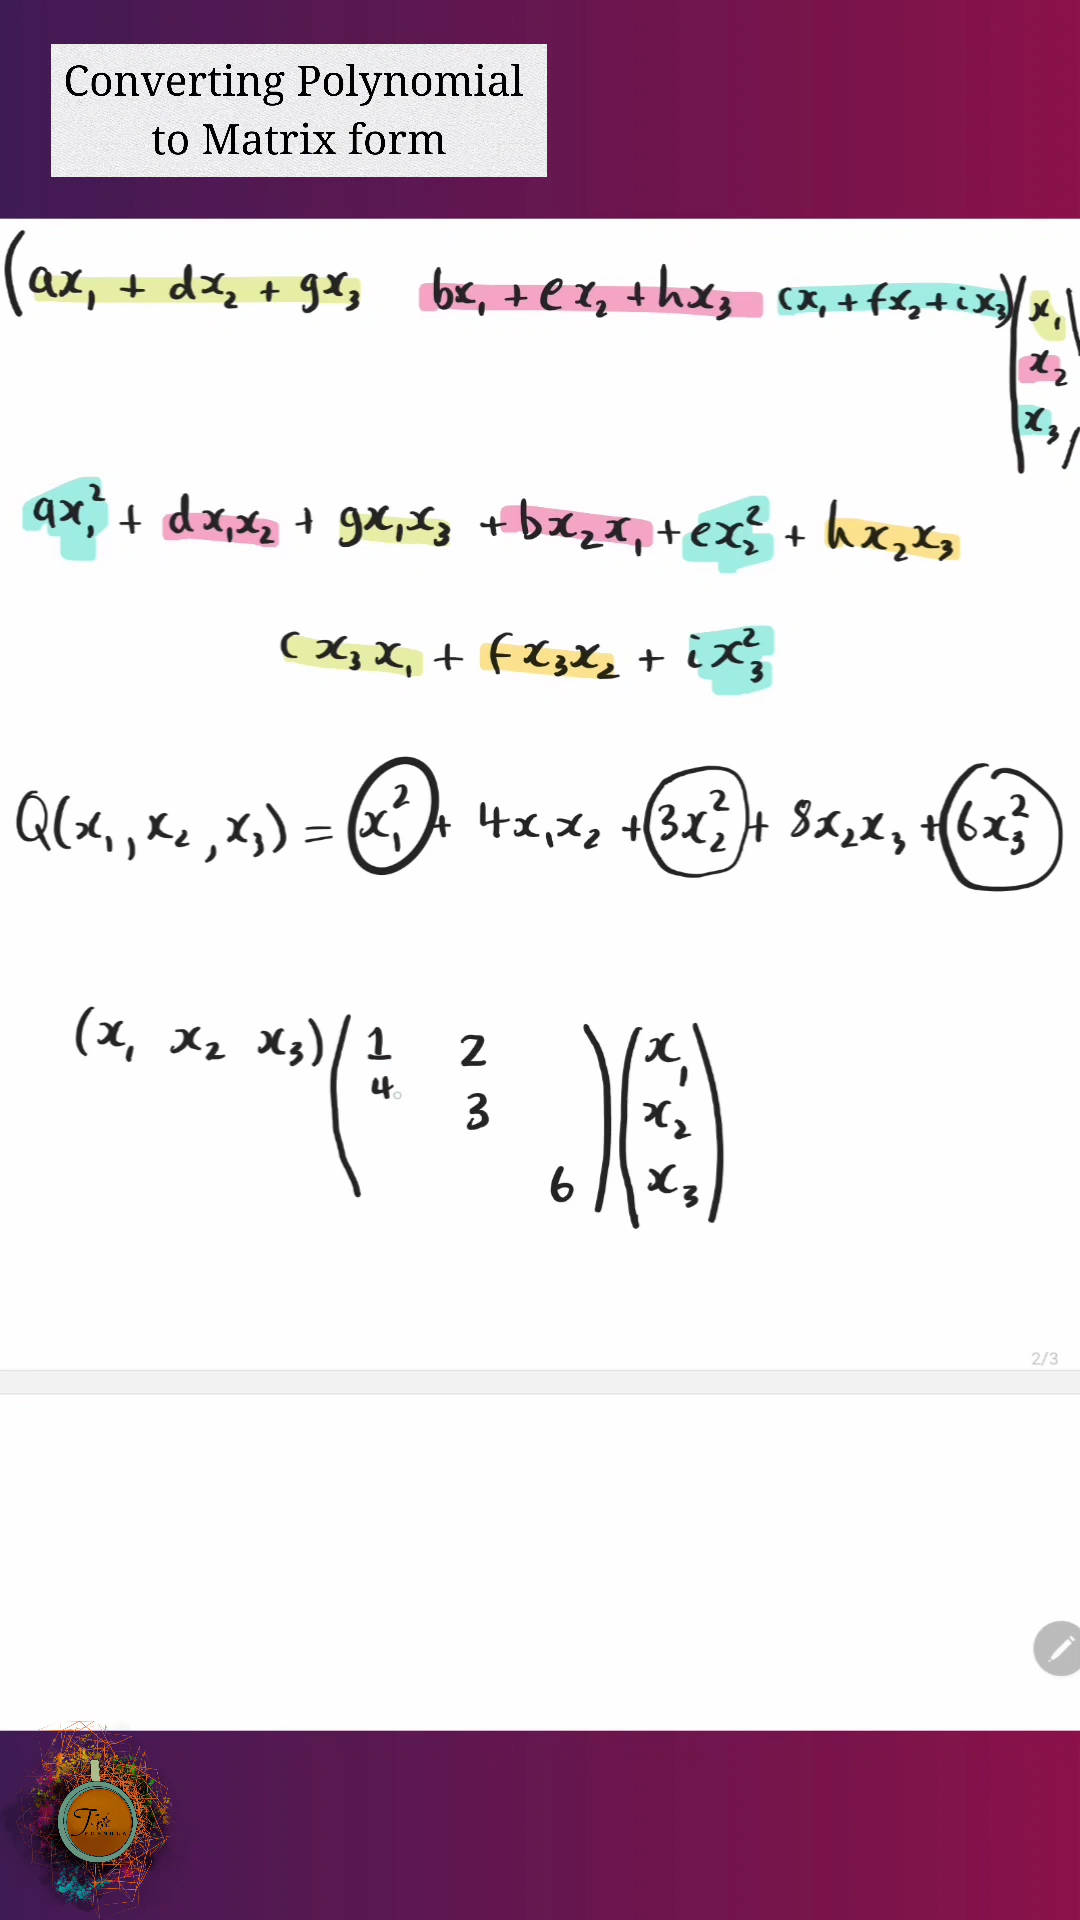 Converting Polynomial
to Matrix form
(ax₁ + dx₂ + gx₃   bx₁ + ex₂ + hx₃   cx₁ + fx₂ + ix₃) (x₁
x₂
x₃)
ax₁² + dx₁x₂ + gx₁x₃ + bx₂x₁ + ex₂² + hx₂x₃
cx₃x₁ + fx₃x₂ + ix₃²
Q(x₁, x₂, x₃) = x₁² + 4x₁x₂ + 3x₂² + 8x₂x₃ + 6x₃²
(x₁ x₂ x₃) (1 2 ) (x₁
4 3 x₂
6 x₃)
2/3